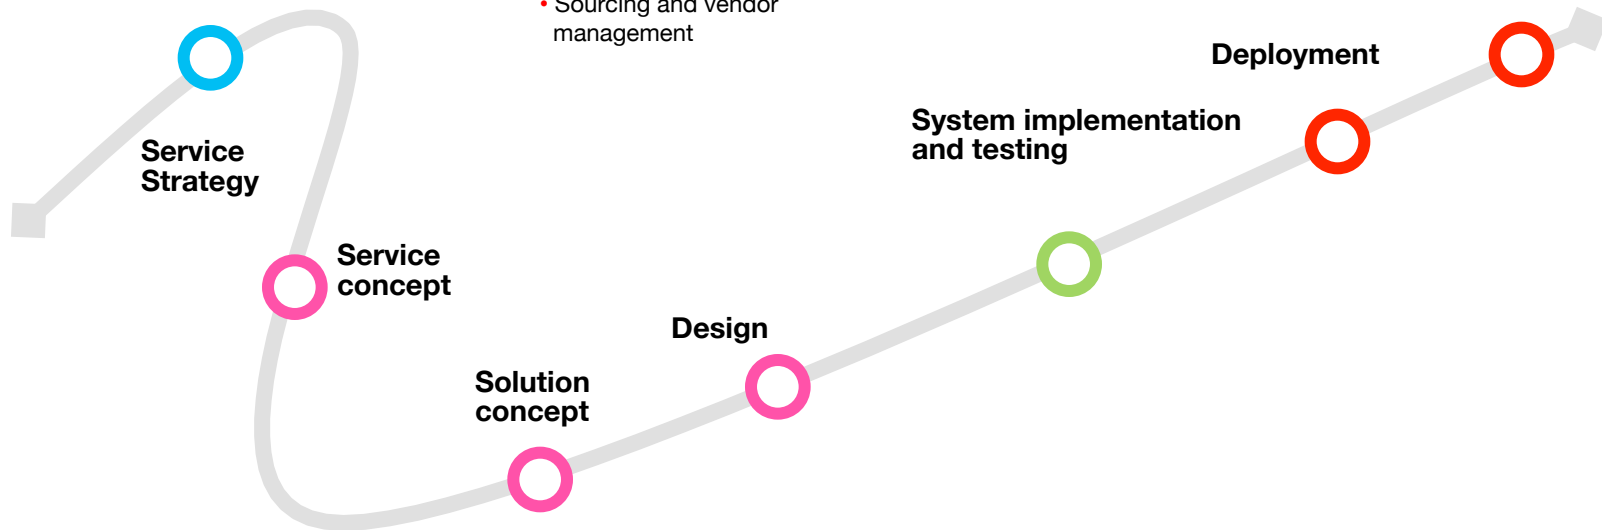 • Sourcing and vendor
management
Deployment
System implementation
and testing
Service
Strategy
Service
concept
Design
Solution
concept